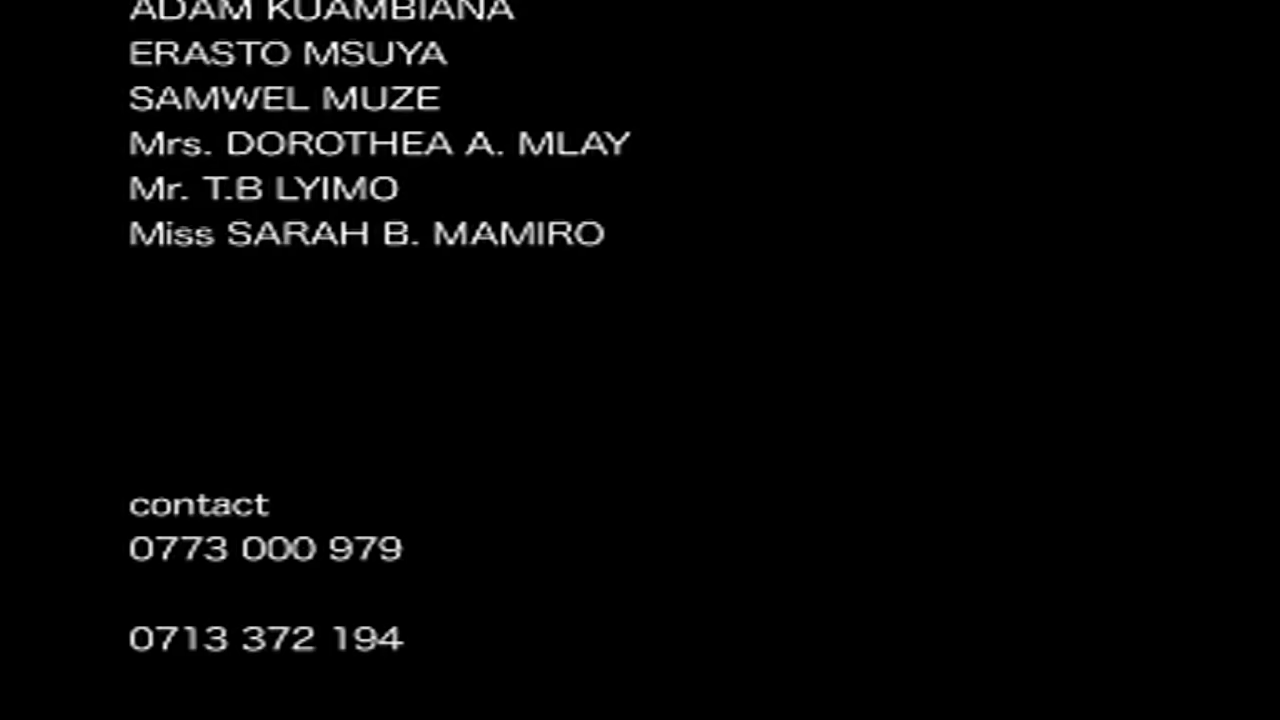 ADAM KUAMBIANA
ERASTO MSUYA
SAMWEL MUZE
Mrs. DOROTHEA A. MLAY
Mr. T.B LYIMO
Miss SARAH B. MAMIRO
contact
0773 000 979
0713 372 194